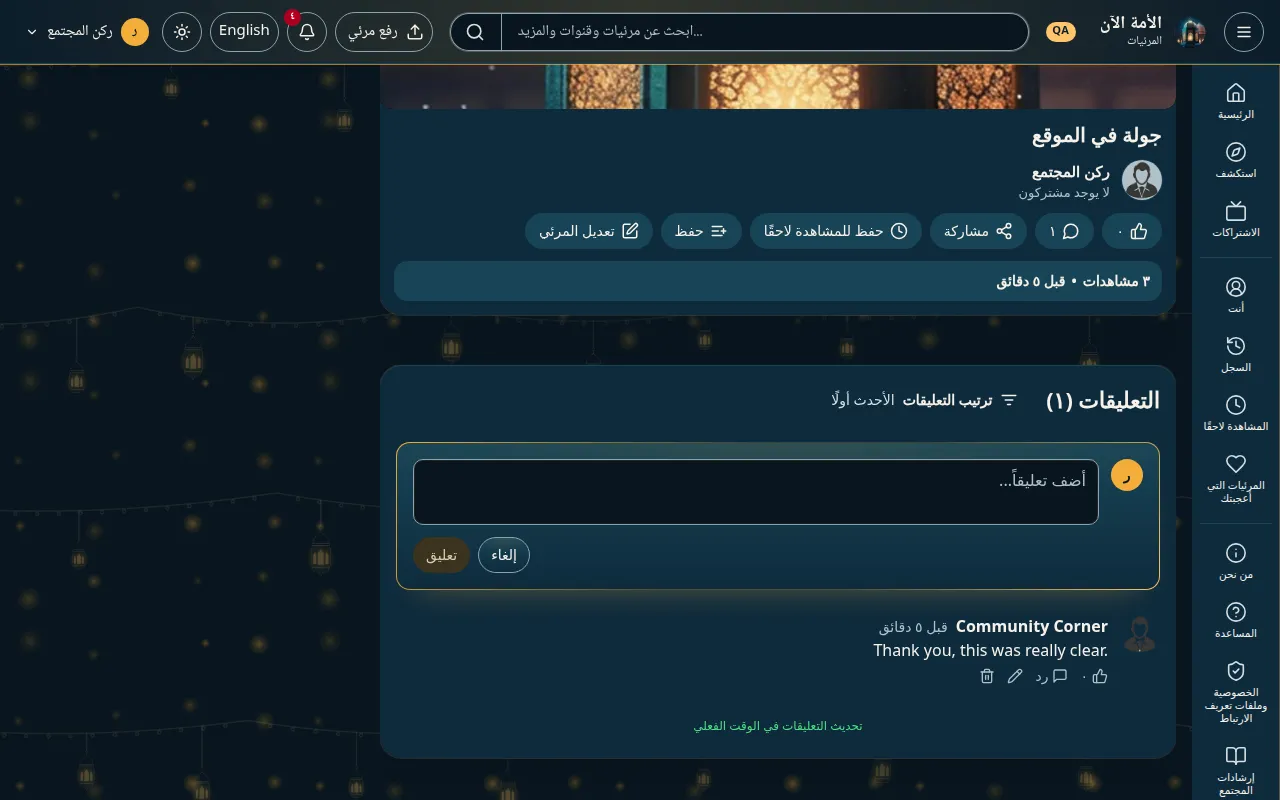 الأمة الآن
المرئيات
QA
ابحث عن مرئيات وقنوات والمزيد...
رفع مرئي
٤
English
ر
ركن المجتمع
الرئيسية
استكشف
الاشتراكات
أنت
السجل
المشاهدة لاحقًا
المرئيات التي
أعجبتك
من نحن
المساعدة
الخصوصية
وملفات تعريف
الارتباط
إرشادات
المجتمع
جولة في الموقع
ركن المجتمع
لا يوجد مشتركون
٠
١
مشاركة
حفظ للمشاهدة لاحقًا
حفظ
تعديل المرئي
٣ مشاهدات • قبل ٥ دقائق
التعليقات (١)
ترتيب التعليقات الأحدث أولًا
ر
أضف تعليقاً...
إلغاء
تعليق
Community Corner قبل ٥ دقائق
Thank you, this was really clear.
٠ رد
تحديث التعليقات في الوقت الفعلي